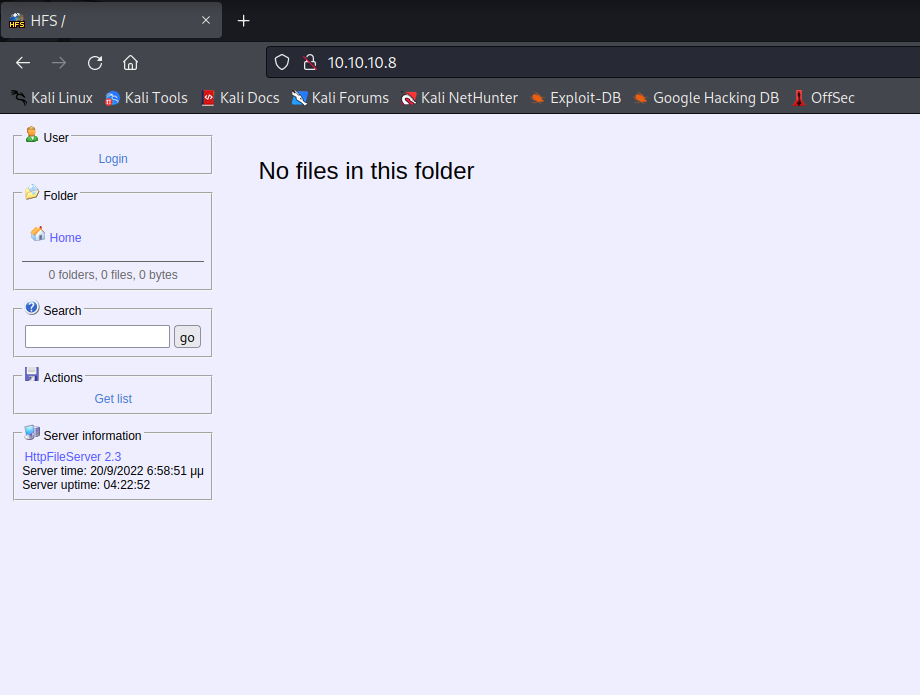 HFS /
10.10.10.8
Kali Linux Kali Tools Kali Docs Kali Forums Kali NetHunter Exploit-DB Google Hacking DB OffSec
User
Login
Folder
Home
0 folders, 0 files, 0 bytes
Search
go
Actions
Get list
Server information
HttpFileServer 2.3
Server time: 20/9/2022 6:58:51 μμ
Server uptime: 04:22:52
No files in this folder